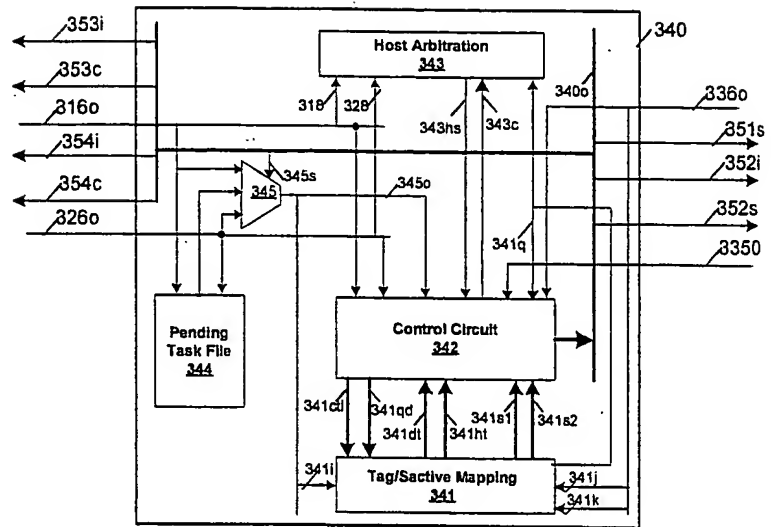 353i
353c
316o
354i
354c
326o
Host Arbitration
343
318
328
343hs
343c
340o
340
336o
351s
352i
352s
3350
345
345s
345o
341q
Pending
Task File
344
Control Circuit
342
341cd
341qd
341dt
341ht
341s1
341s2
341i
Tag/Sactive Mapping
341
341j
341k